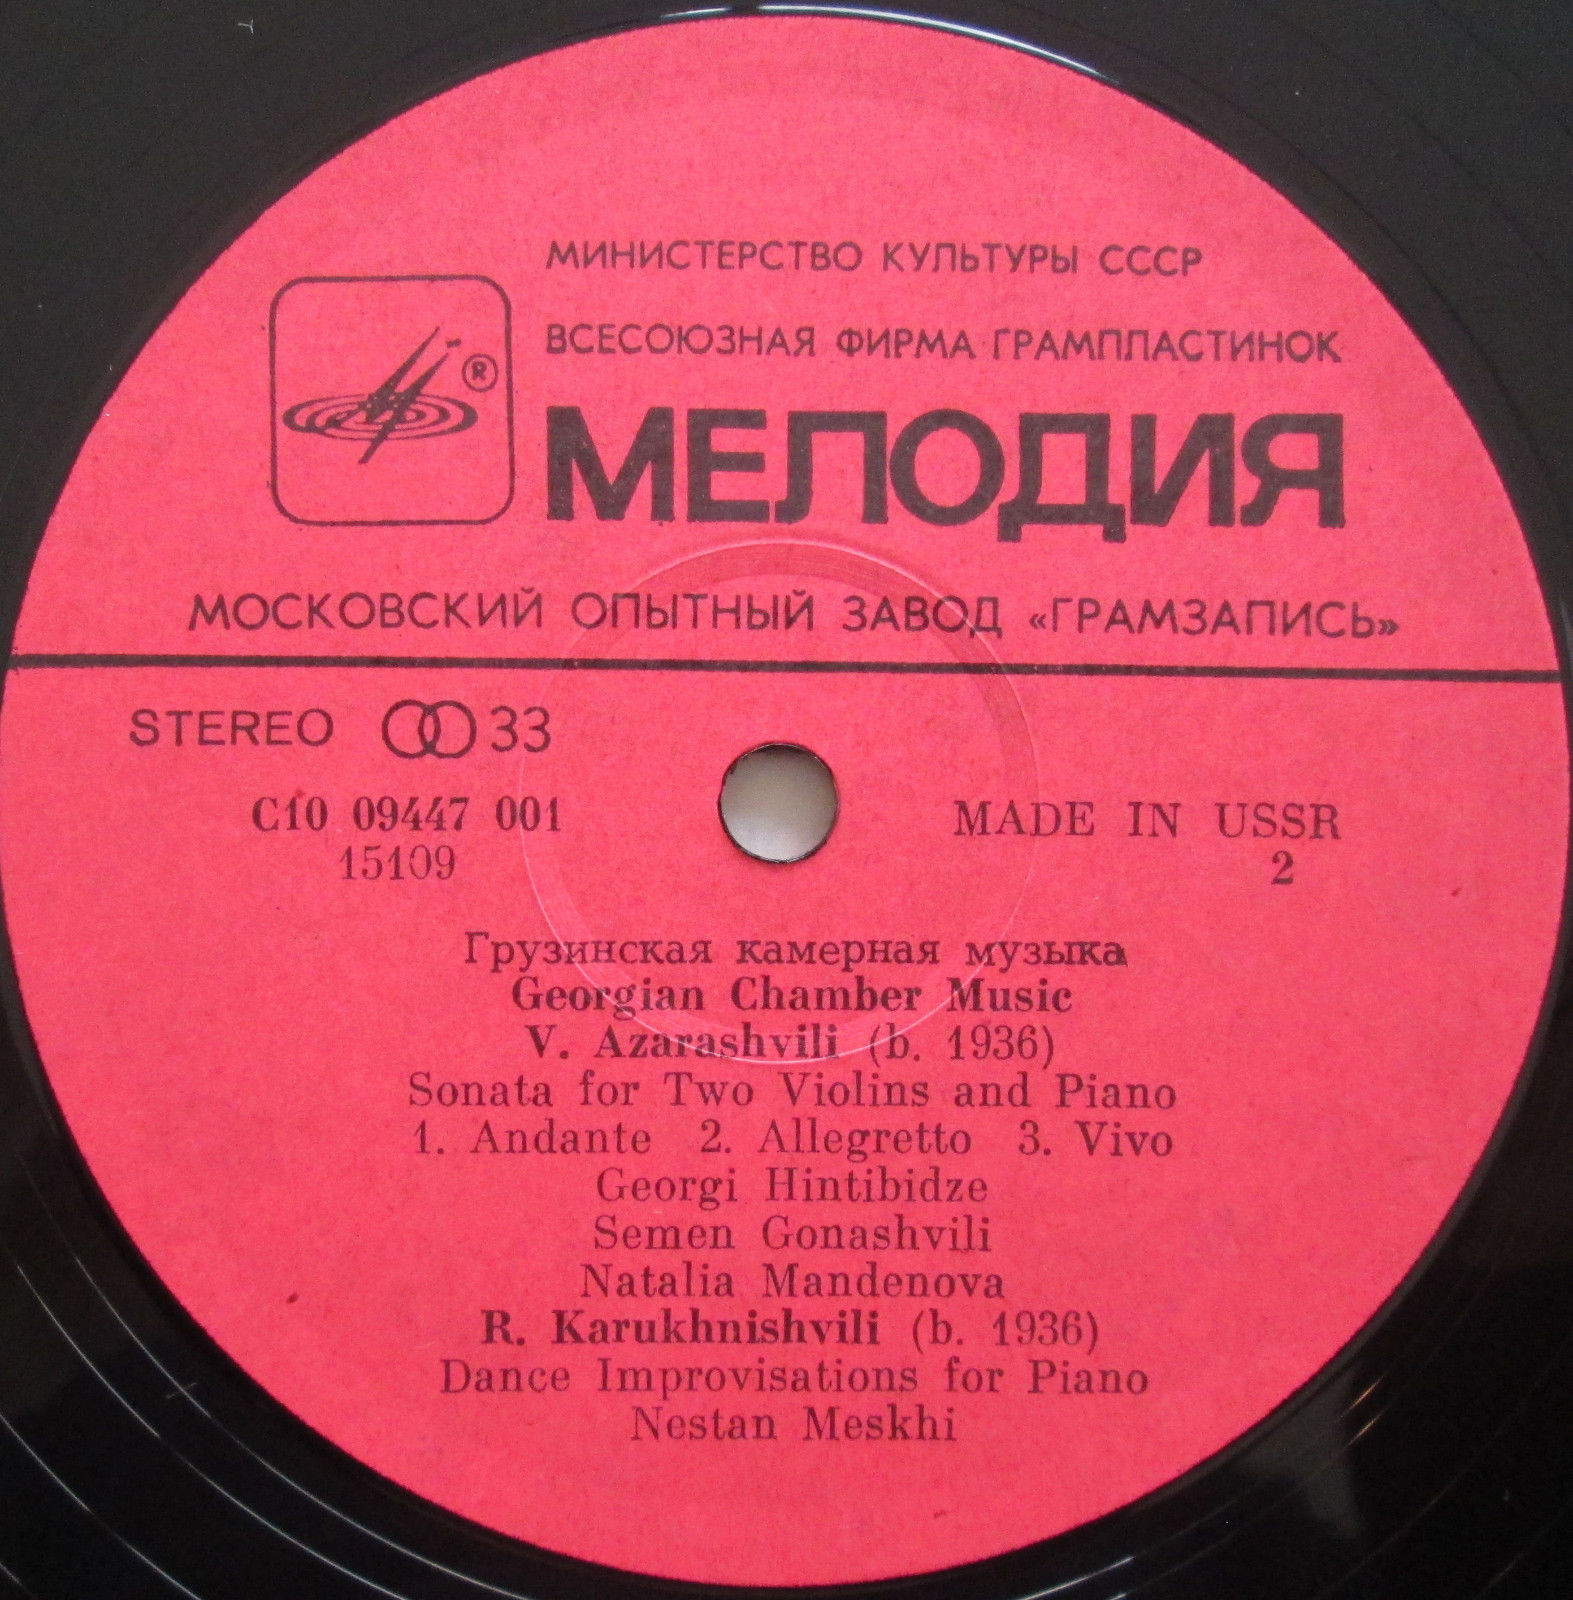 МИНИСТЕРСТВО КУЛЬТУРЫ СССР
ВСЕСОЮЗНАЯ ФИРМА ГРАМПЛАСТИНОК
®
МЕЛОДИЯ
МОСКОВСКИЙ ОПЫТНЫЙ ЗАВОД «ГРАМЗАПИСЬ»
STEREO 33
С10 09447 001
MADE IN USSR
15109
2
Грузинская камерная музыка
Georgian Chamber Music
V. Azarashvili (b. 1936)
Sonata for Two Violins and Piano
1. Andante 2. Allegretto 3. Vivo
Georgi Hintibidze
Semen Gonashvili
Natalia Mandenova
R. Karukhnishvili (b. 1936)
Dance Improvisations for Piano
Nestan Meskhi